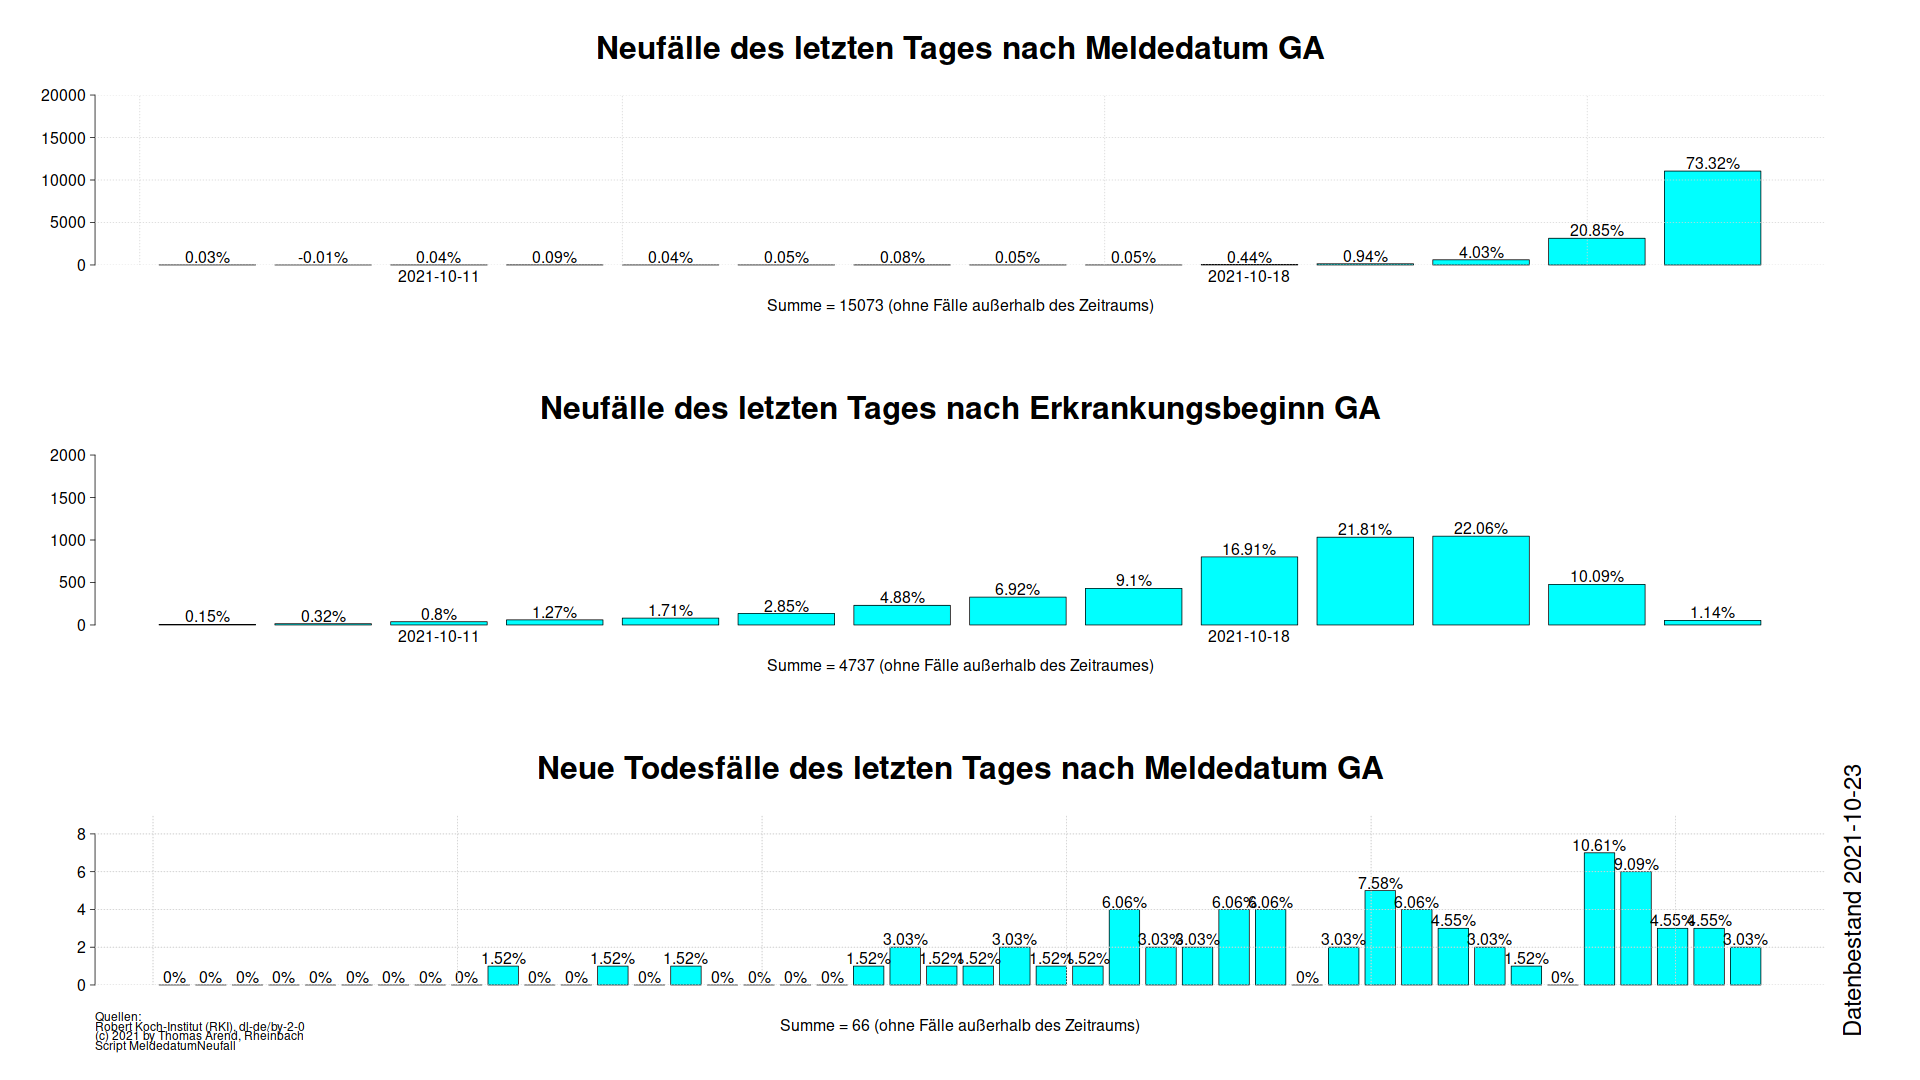 Neufälle des letzten Tages nach Meldedatum GA
20000
15000
10000
5000
0
0.03% -0.01% 0.04% 0.09% 0.04% 0.05% 0.08% 0.05% 0.05% 0.44% 0.94% 4.03% 20.85% 73.32%
2021-10-11 2021-10-18
Summe = 15073 (ohne Fälle außerhalb des Zeitraums)
Neufälle des letzten Tages nach Erkrankungsbeginn GA
2000
1500
1000
500
0
0.15% 0.32% 0.8% 1.27% 1.71% 2.85% 4.88% 6.92% 9.1% 16.91% 21.81% 22.06% 10.09% 1.14%
2021-10-11 2021-10-18
Summe = 4737 (ohne Fälle außerhalb des Zeitraumes)
Neue Todesfälle des letzten Tages nach Meldedatum GA
8
6
4
2
0
0% 0% 0% 0% 0% 0% 0% 0% 0% 1.52% 0% 0% 1.52% 0% 1.52% 0% 0% 0% 0% 1.52% 3.03% 1.52% 1.52% 3.03% 1.52% 1.52% 6.06% 3.03% 3.03% 6.06% 6.06% 0% 3.03% 7.58% 6.06% 4.55% 3.03% 1.52% 0% 10.61% 9.09% 4.55% 4.55% 3.03%
Summe = 66 (ohne Fälle außerhalb des Zeitraums)
Quellen:
Robert Koch-Institut (RKI), dl-de/by-2-0
(c) 2021 by Thomas Arend, Rheinbach
Script MeldedatumNeufall
Datenbestand 2021-10-23